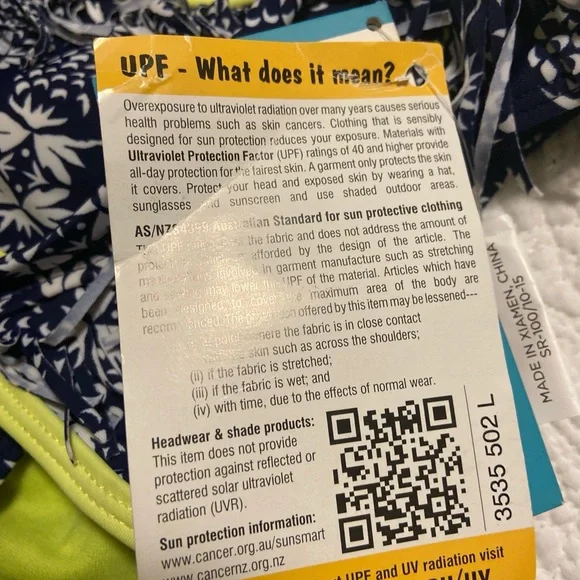 UPF - What does it mean?
Overexposure to ultraviolet radiation over many years causes serious
health problems such as skin cancers. Clothing that is sensibly
designed for sun protection reduces your exposure. Materials with
Ultraviolet Protection Factor (UPF) ratings of 40 and higher provide
all-day protection for the fairest skin. A garment only protects the skin
it covers. Protect your head and exposed skin by wearing a hat,
sunglasses and sunscreen and use shaded outdoor areas.
AS/NZS4399 Australian Standard for sun protective clothing
the fabric and does not address the amount of
afforded by the design of the article. The
in garment manufacture such as stretching
and may lower UPF of the material. Articles which have
been designed to cover maximum area of the body are
offered by this item may be lessened---
where the fabric is in close contact
skin such as across the shoulders;
(ii) if the fabric is stretched;
(iii) if the fabric is wet; and
(iv) with time, due to the effects of normal wear.
Headwear & shade products:
This item does not provide
protection against reflected or
scattered solar ultraviolet
radiation (UVR).
Sun protection information:
www.cancer.org.au/sunsmart
www.cancernz.org.nz
UPF and UV radiation visit
3535 502 L
MADE IN XIAMEN, CHINA
SR-100/10-15